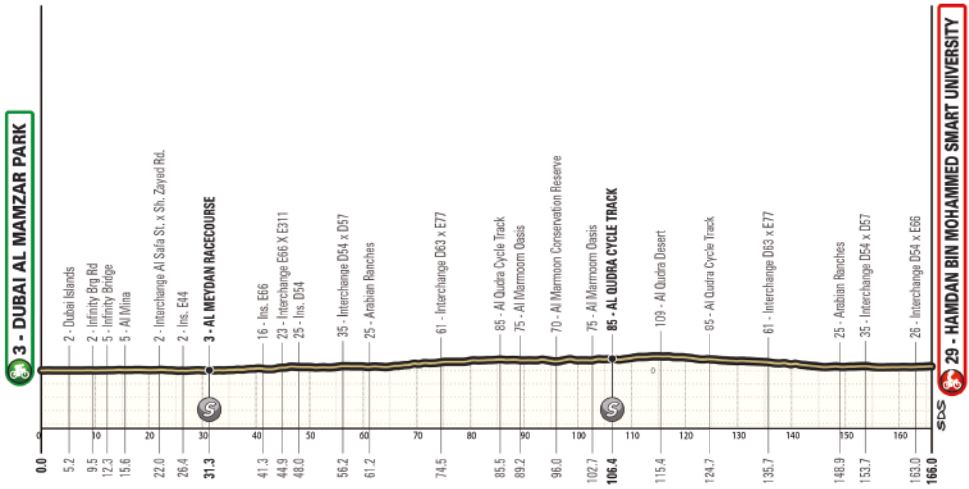 3 - DUBAI AL MAMZAR PARK
2 - Dubai Islands
2 - Infinity Brg Rd
5 - Infinity Bridge
5 - Al Mina
2 - Interchange Al Safa St. x Sh. Zayed Rd.
2 - Ins. E44
3 - AL MEYDAN RACECOURSE
16 - Ins. E66
23 - Interchange E66 X E311
25 - Ins. D54
35 - Interchange D54 x D57
25 - Arabian Ranches
61 - Interchange D63 x E77
85 - Al Qudra Cycle Track
75 - Al Marmoom Oasis
70 - Al Marmoon Conservation Reserve
75 - Al Marmoom Oasis
85 - AL QUDRA CYCLE TRACK
109 - Al Qudra Desert
85 - Al Qudra Cycle Track
61 - Interchange D63 x E77
25 - Arabian Ranches
35 - Interchange D54 x D57
26 - Interchange D54 x E66
29 - HAMDAN BIN MOHAMMED SMART UNIVERSITY
0
S
S
SDS
0 10 20 30 40 50 60 70 80 90 100 110 120 130 140 150 160
0.0
5.2
9.5
12.3
15.6
22.0
26.4
31.3
41.3
44.9
48.0
56.2
61.2
74.5
85.5
89.2
96.0
102.7
106.4
115.4
124.7
135.7
148.9
153.7
163.0
166.0